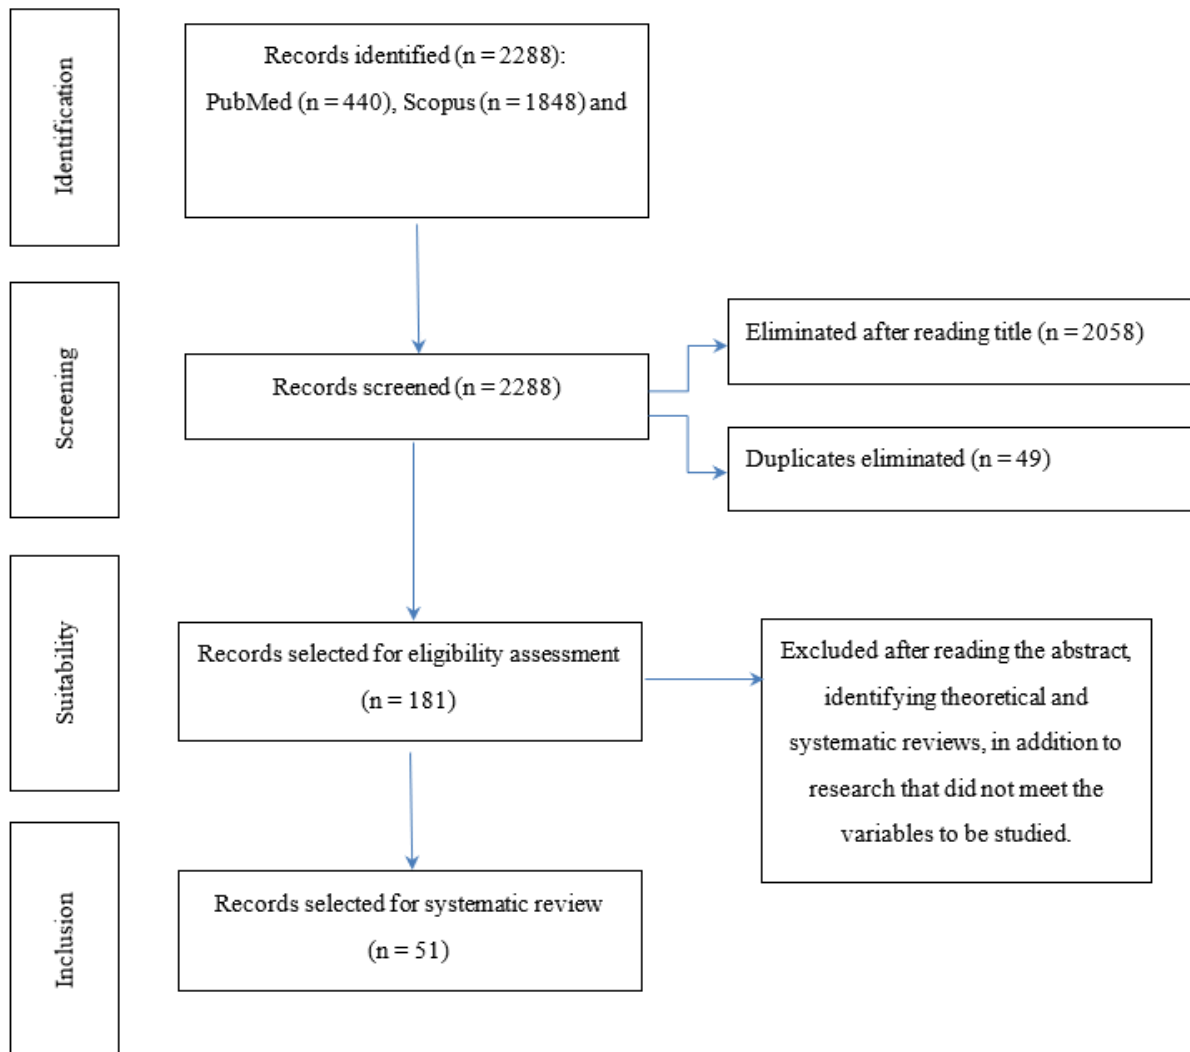 Identification
Records identified (n = 2288):
PubMed (n = 440), Scopus (n = 1848) and
Screening
Records screened (n = 2288)
Eliminated after reading title (n = 2058)
Duplicates eliminated (n = 49)
Suitability
Records selected for eligibility assessment
(n = 181)
Excluded after reading the abstract,
identifying theoretical and
systematic reviews, in addition to
research that did not meet the
variables to be studied.
Inclusion
Records selected for systematic review
(n = 51)